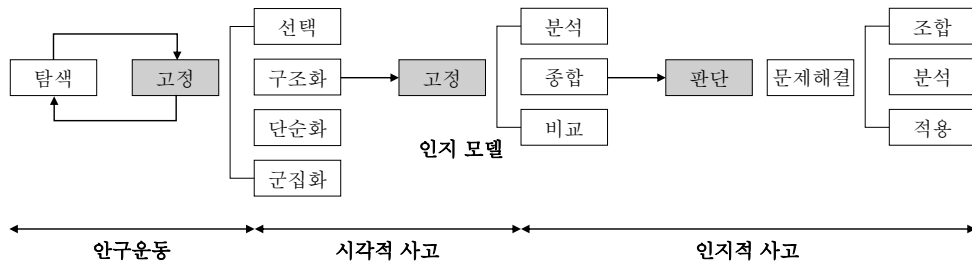 탐색
고정
선택
구조화
단순화
군집화
고정
인지 모델
분석
종합
비교
판단
문제해결
조합
분석
적용
안구운동
시각적 사고
인지적 사고